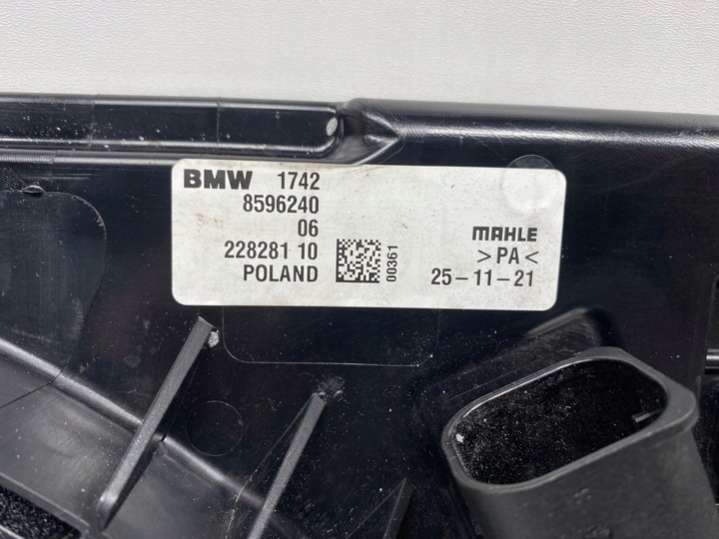 BMW 1742
8596240
06
228281 10
POLAND
00361
MAHLE
>PA<
25-11-21